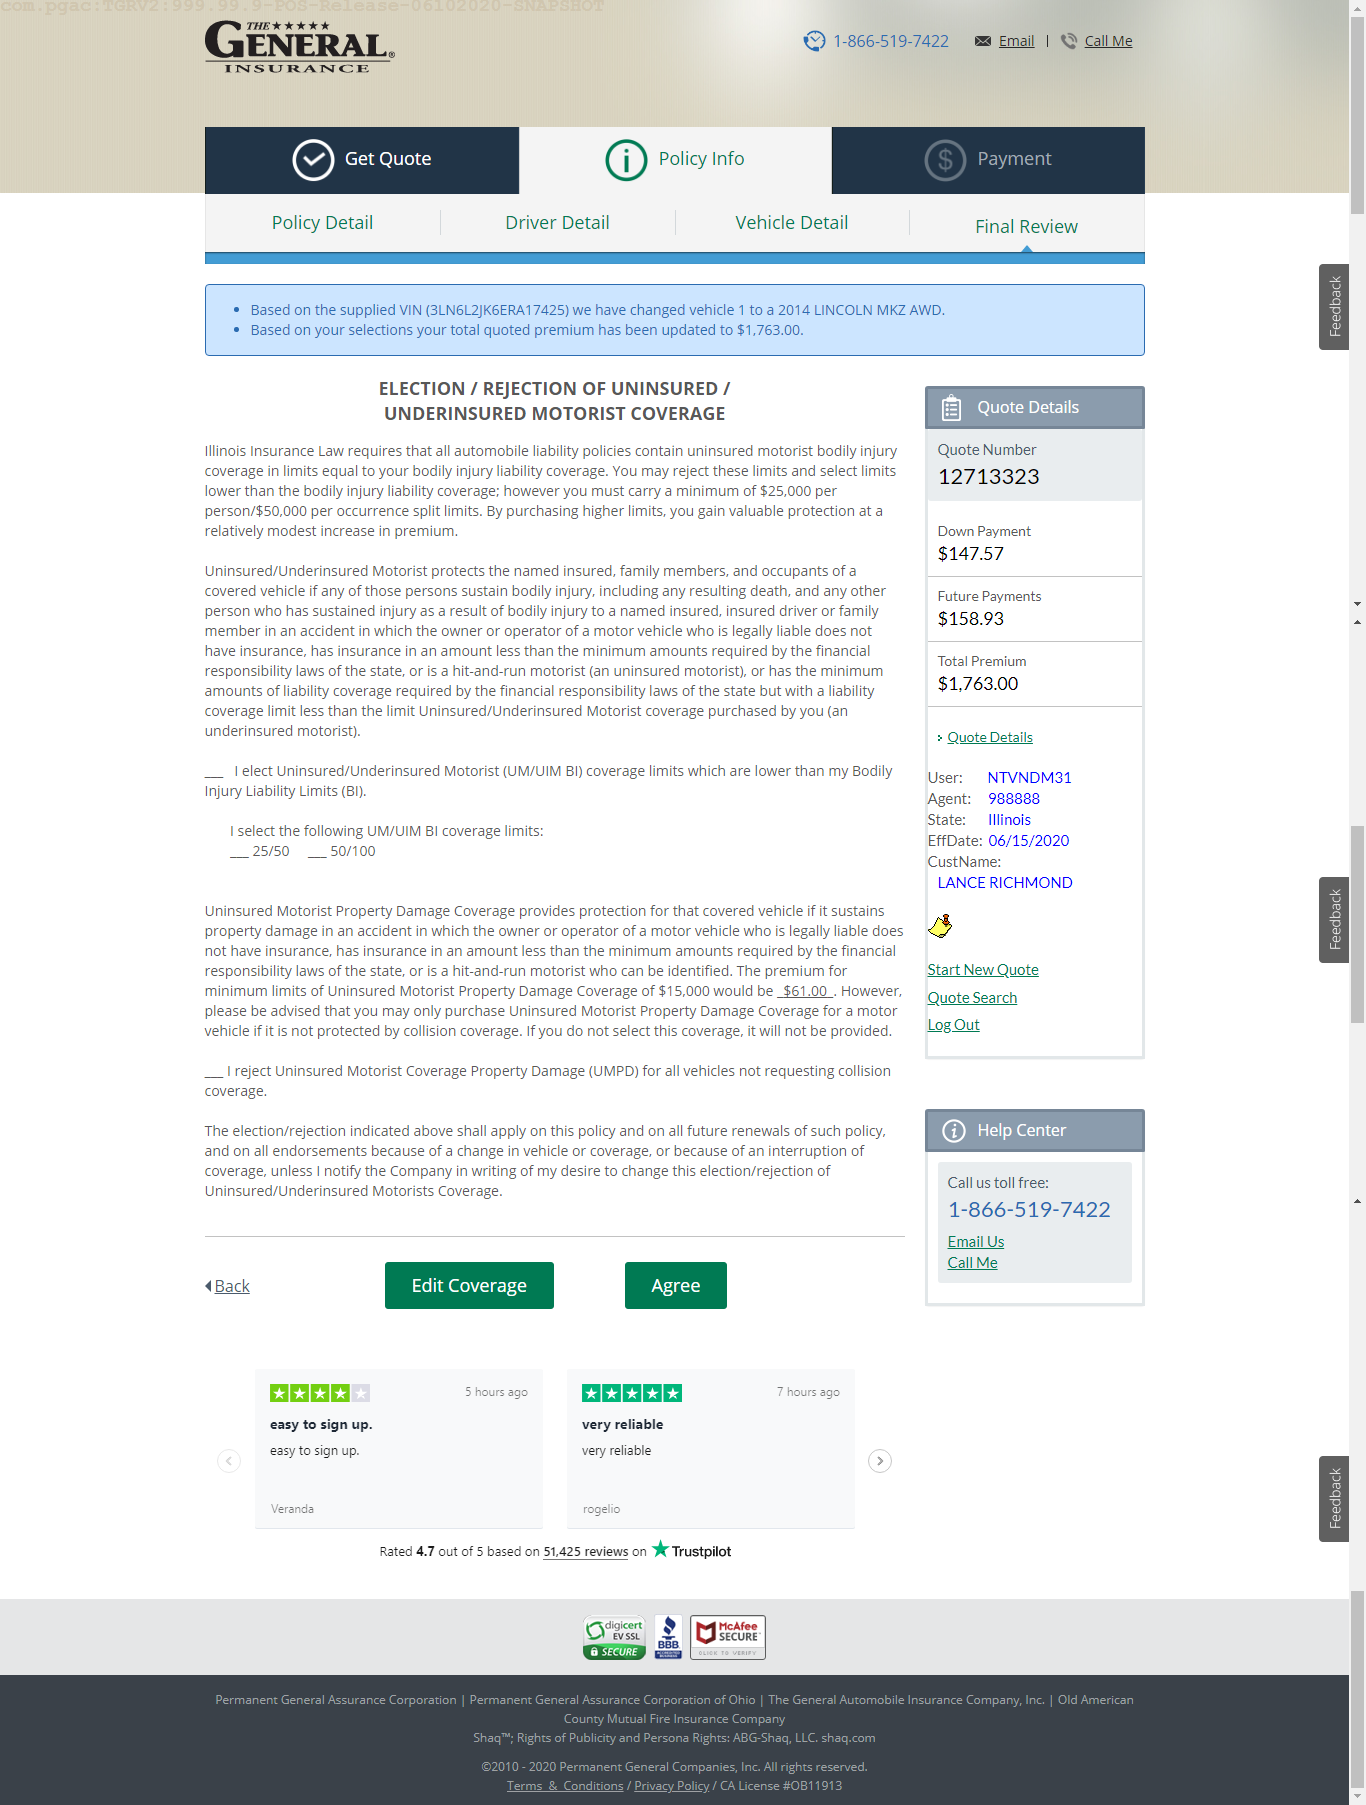 com.pgac:TGRV2:999.99.9-POS-Release-06102020-SNAPSHOT
THE
GENERAL®
INSURANCE
1-866-519-7422 Email | Call Me
Get Quote Policy Info Payment
Policy Detail Driver Detail Vehicle Detail Final Review
• Based on the supplied VIN (3LN6L2JK6ERA17425) we have changed vehicle 1 to a 2014 LINCOLN MKZ AWD.
• Based on your selections your total quoted premium has been updated to $1,763.00.
ELECTION / REJECTION OF UNINSURED /
UNDERINSURED MOTORIST COVERAGE
Illinois Insurance Law requires that all automobile liability policies contain uninsured motorist bodily injury
coverage in limits equal to your bodily injury liability coverage. You may reject these limits and select limits
lower than the bodily injury liability coverage; however you must carry a minimum of $25,000 per
person/$50,000 per occurrence split limits. By purchasing higher limits, you gain valuable protection at a
relatively modest increase in premium.
Uninsured/Underinsured Motorist protects the named insured, family members, and occupants of a
covered vehicle if any of those persons sustain bodily injury, including any resulting death, and any other
person who has sustained injury as a result of bodily injury to a named insured, insured driver or family
member in an accident in which the owner or operator of a motor vehicle who is legally liable does not
have insurance, has insurance in an amount less than the minimum amounts required by the financial
responsibility laws of the state, or is a hit-and-run motorist (an uninsured motorist), or has the minimum
amounts of liability coverage required by the financial responsibility laws of the state but with a liability
coverage limit less than the limit Uninsured/Underinsured Motorist coverage purchased by you (an
underinsured motorist).
___ I elect Uninsured/Underinsured Motorist (UM/UIM BI) coverage limits which are lower than my Bodily
Injury Liability Limits (BI).
I select the following UM/UIM BI coverage limits:
___ 25/50 ___ 50/100
Uninsured Motorist Property Damage Coverage provides protection for that covered vehicle if it sustains
property damage in an accident in which the owner or operator of a motor vehicle who is legally liable does
not have insurance, has insurance in an amount less than the minimum amounts required by the financial
responsibility laws of the state, or is a hit-and-run motorist who can be identified. The premium for
minimum limits of Uninsured Motorist Property Damage Coverage of $15,000 would be _$61.00_. However,
please be advised that you may only purchase Uninsured Motorist Property Damage Coverage for a motor
vehicle if it is not protected by collision coverage. If you do not select this coverage, it will not be provided.
___ I reject Uninsured Motorist Coverage Property Damage (UMPD) for all vehicles not requesting collision
coverage.
The election/rejection indicated above shall apply on this policy and on all future renewals of such policy,
and on all endorsements because of a change in vehicle or coverage, or because of an interruption of
coverage, unless I notify the Company in writing of my desire to change this election/rejection of
Uninsured/Underinsured Motorists Coverage.
Back Edit Coverage Agree
Quote Details
Quote Number
12713323
Down Payment
$147.57
Future Payments
$158.93
Total Premium
$1,763.00
Quote Details
User: NTVNDM31
Agent: 988888
State: Illinois
EffDate: 06/15/2020
CustName:
LANCE RICHMOND
Start New Quote
Quote Search
Log Out
Help Center
Call us toll free:
1-866-519-7422
Email Us
Call Me
Feedback
Feedback
Feedback
5 hours ago
easy to sign up.
easy to sign up.
Veranda
7 hours ago
very reliable
very reliable
rogelio
Rated 4.7 out of 5 based on 51,425 reviews on Trustpilot
digicert
EV SSL
SECURE
BBB
ACCREDITED
BUSINESS
McAfee
SECURE
CLICK TO VERIFY
Permanent General Assurance Corporation | Permanent General Assurance Corporation of Ohio | The General Automobile Insurance Company, Inc. | Old American
County Mutual Fire Insurance Company
Shaq™; Rights of Publicity and Persona Rights: ABG-Shaq, LLC. shaq.com
©2010 - 2020 Permanent General Companies, Inc. All rights reserved.
Terms & Conditions / Privacy Policy / CA License #OB11913